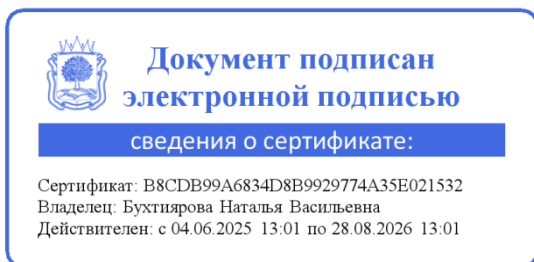 Документ подписан
электронной подписью
сведения о сертификате:
Сертификат: B8CDB99A6834D8B9929774A35E021532
Владелец: Бухтиярова Наталья Васильевна
Действителен: с 04.06.2025 13:01 по 28.08.2026 13:01